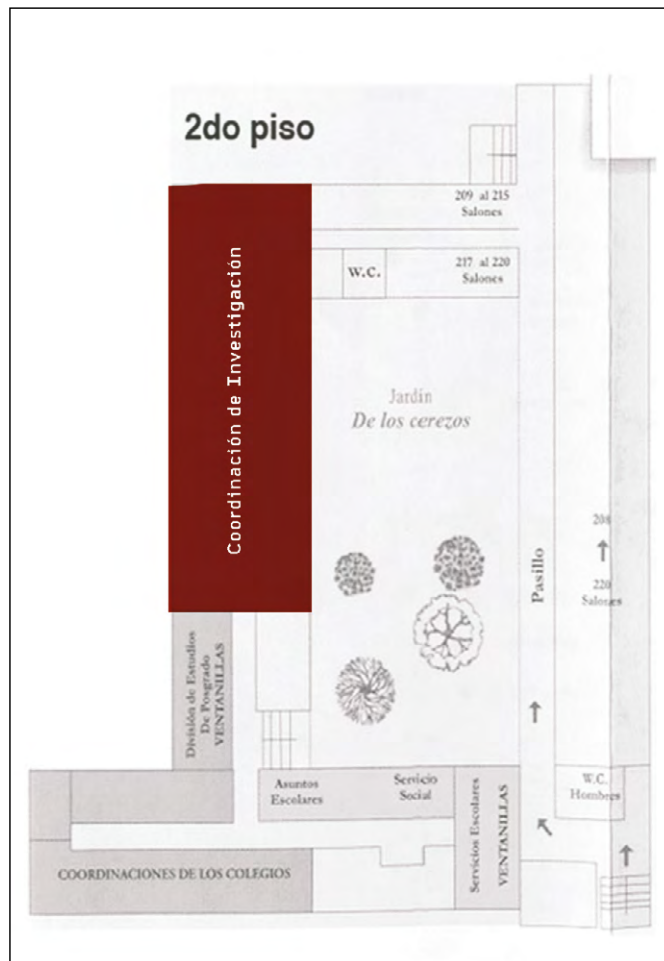 2do piso
209 al 215
Salones
W.C.
217 al 220
Salones
Coordinación de Investigación
Jardín
De los cerezos
208
220
Salones
Pasillo
División de Estudios
De Posgrado
VENTANILLAS
Asuntos
Escolares
Servicio
Social
Servicios Escolares
VENTANILLAS
W.C.
Hombres
COORDINACIONES DE LOS COLEGIOS